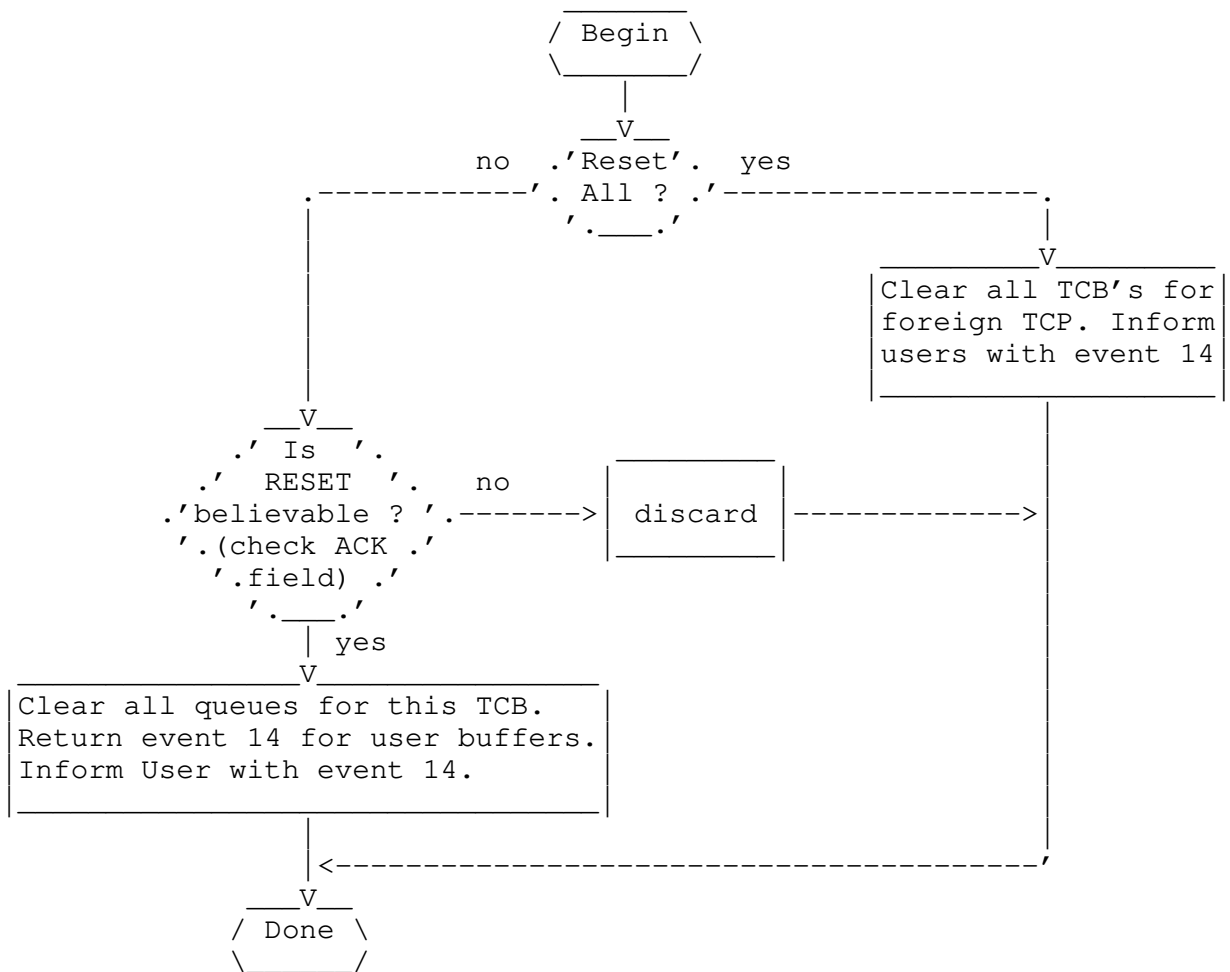 Begin
no Reset yes
All ?
Clear all TCB's for
foreign TCP. Inform
users with event 14
Is
RESET
believable ?
(check ACK
field)
no
discard
yes
Clear all queues for this TCB.
Return event 14 for user buffers.
Inform User with event 14.
Done